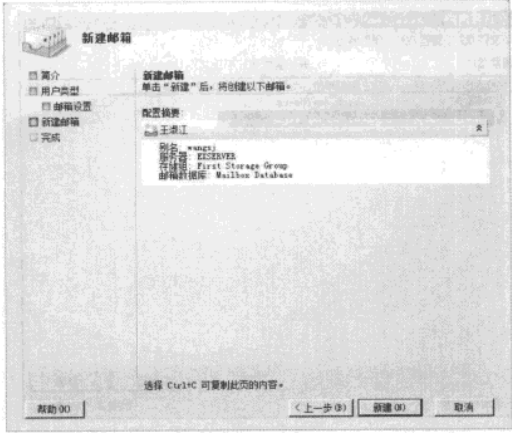 新建邮箱
简介
用户类型
邮箱设置
新建邮箱
完成
新建邮箱
单击“新建”后，将创建以下邮箱。
配置摘要
王淑江
别名: wangsj
服务器: EXSERVER
存储组: First Storage Group
邮箱数据库: Mailbox Database
选择 Ctrl+C 可复制此页的内容。
帮助(H)
< 上一步(B)
新建(N)
取消